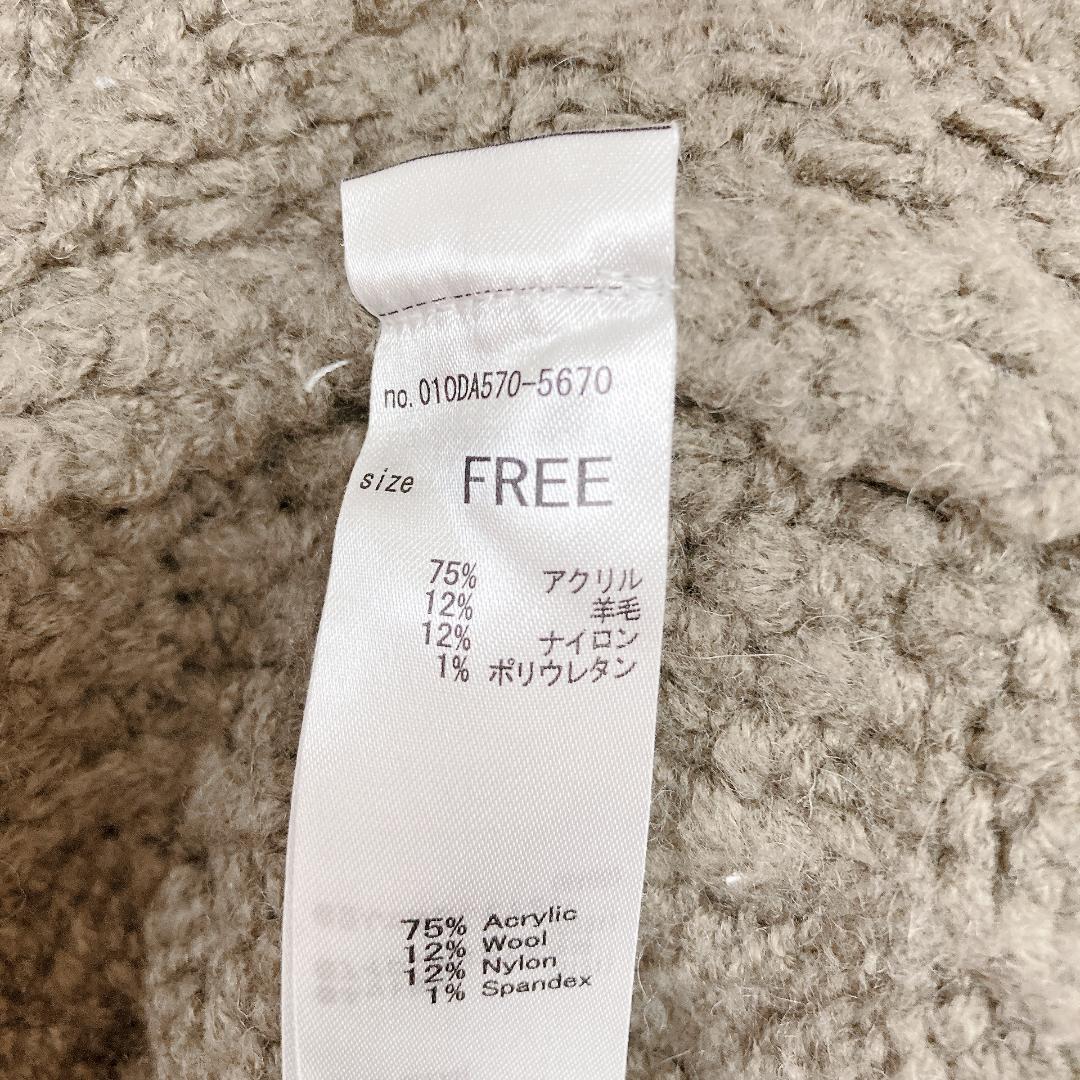 no. 010DA570-5670
size FREE
75% アクリル
12% 羊毛
12% ナイロン
1% ポリウレタン
75% Acrylic
12% Wool
12% Nylon
1% Spandex